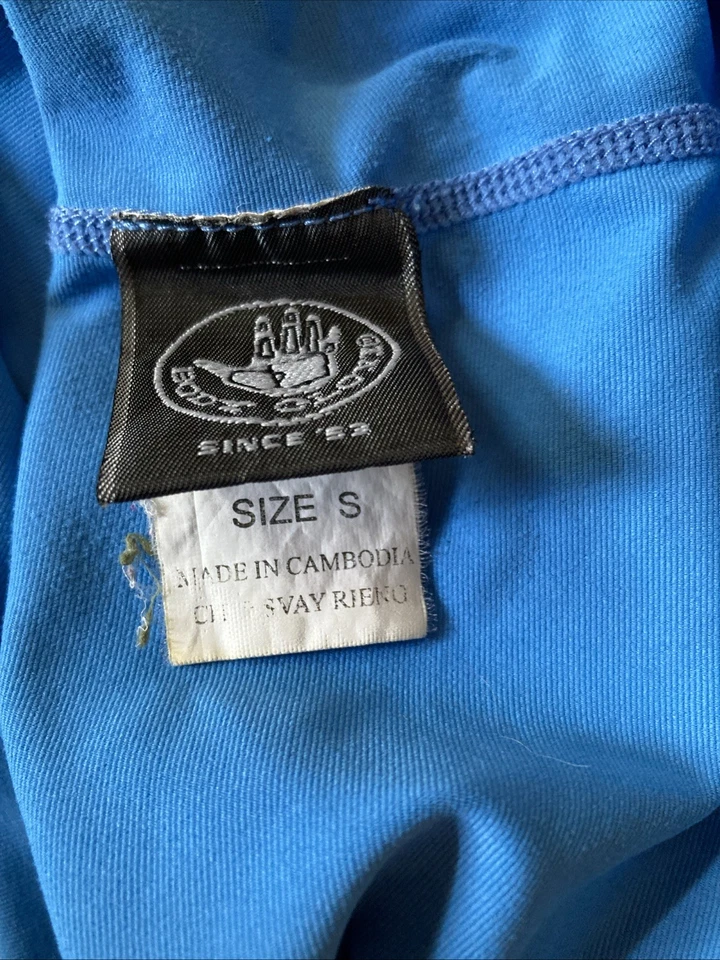 BODY GLOVE
SINCE '53
SIZE S
MADE IN CAMBODIA
SVAY RIENG